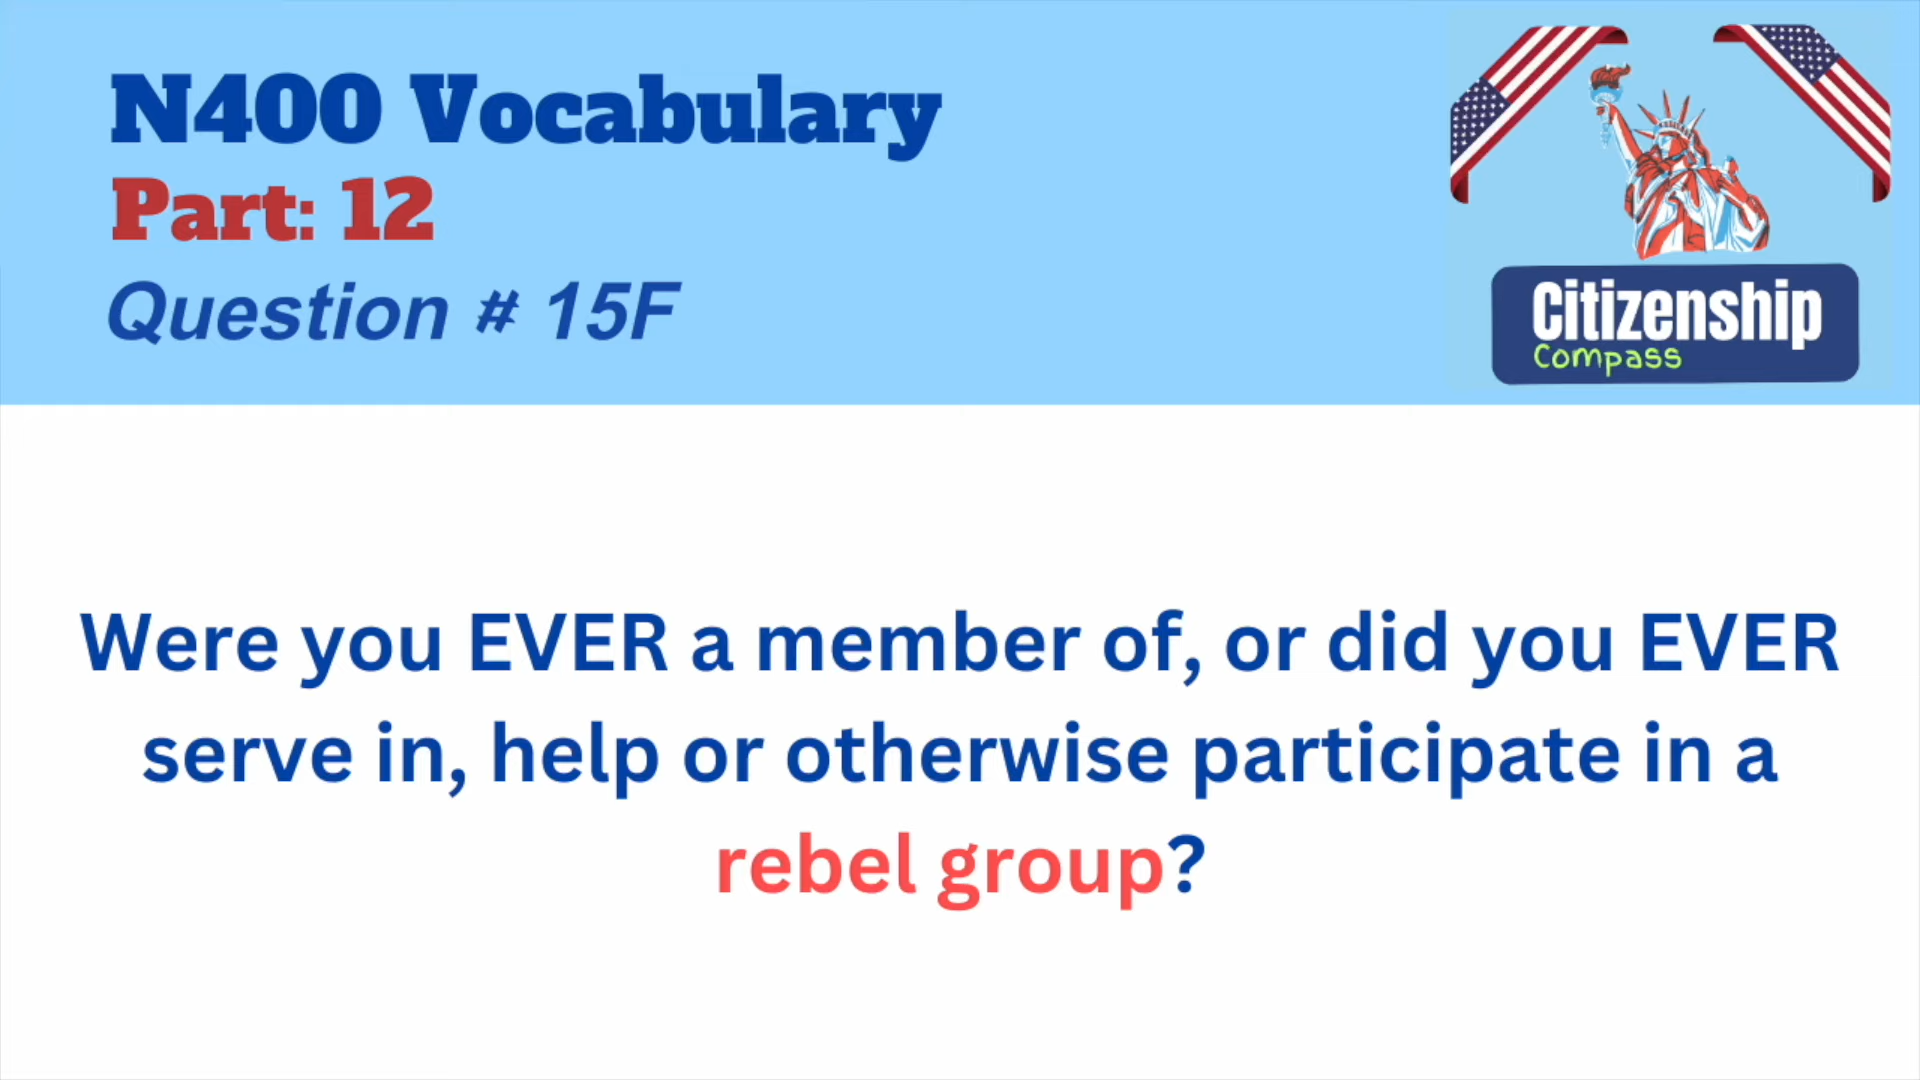 N400 Vocabulary
Part: 12
Question # 15F
Citizenship
Compass
Were you EVER a member of, or did you EVER
serve in, help or otherwise participate in a
rebel group?